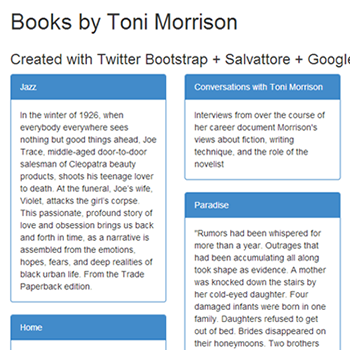 Books by Toni Morrison
Created with Twitter Bootstrap + Salvattore + Google
Jazz
In the winter of 1926, when
everybody everywhere sees
nothing but good things ahead, Joe
Trace, middle-aged door-to-door
salesman of Cleopatra beauty
products, shoots his teenage lover
to death. At the funeral, Joe's wife,
Violet, attacks the girl's corpse.
This passionate, profound story of
love and obsession brings us back
and forth in time, as a narrative is
assembled from the emotions,
hopes, fears, and deep realities of
black urban life. From the Trade
Paperback edition.
Home
Conversations with Toni Morrison
Interviews from over the course of
her career document Morrison's
views about fiction, writing
technique, and the role of the
novelist
Paradise
"Rumors had been whispered for
more than a year. Outrages that
had been accumulating all along
took shape as evidence. A mother
was knocked down the stairs by
her cold-eyed daughter. Four
damaged infants were born in one
family. Daughters refused to get
out of bed. Brides disappeared on
their honeymoons. Two brothers